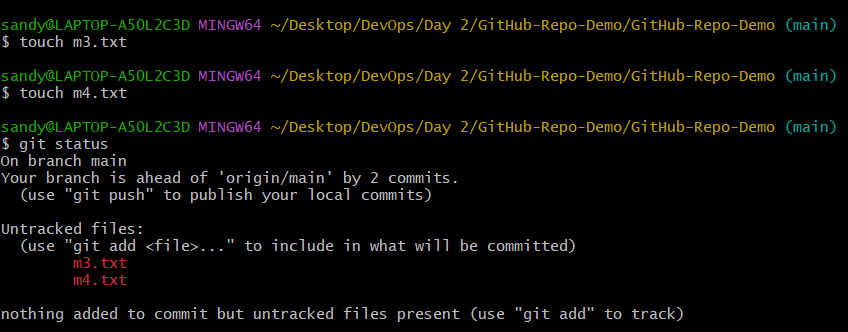 sandy@LAPTOP-A5OL2C3D MINGW64 ~/Desktop/DevOps/Day 2/GitHub-Repo-Demo/GitHub-Repo-Demo (main)
$ touch m3.txt
sandy@LAPTOP-A5OL2C3D MINGW64 ~/Desktop/DevOps/Day 2/GitHub-Repo-Demo/GitHub-Repo-Demo (main)
$ touch m4.txt
sandy@LAPTOP-A5OL2C3D MINGW64 ~/Desktop/DevOps/Day 2/GitHub-Repo-Demo/GitHub-Repo-Demo (main)
$ git status
On branch main
Your branch is ahead of 'origin/main' by 2 commits.
  (use "git push" to publish your local commits)
Untracked files:
  (use "git add <file>..." to include in what will be committed)
        m3.txt
        m4.txt
nothing added to commit but untracked files present (use "git add" to track)